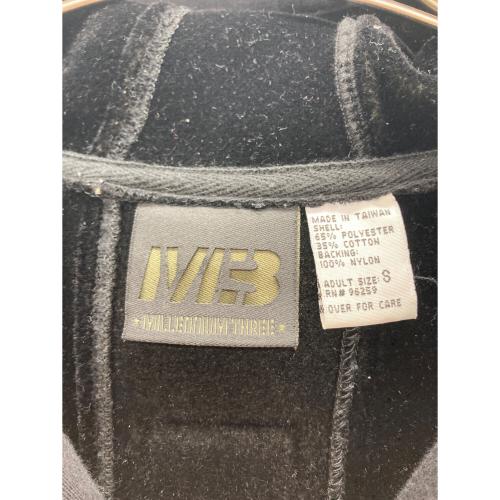 ME3
★MILLENNIUM THREE★
MADE IN TAIWAN
SHELL:
65% POLYESTER
35% COTTON
BACKING:
100% NYLON
ADULT SIZE: S
RN# 96259
OVER FOR CARE